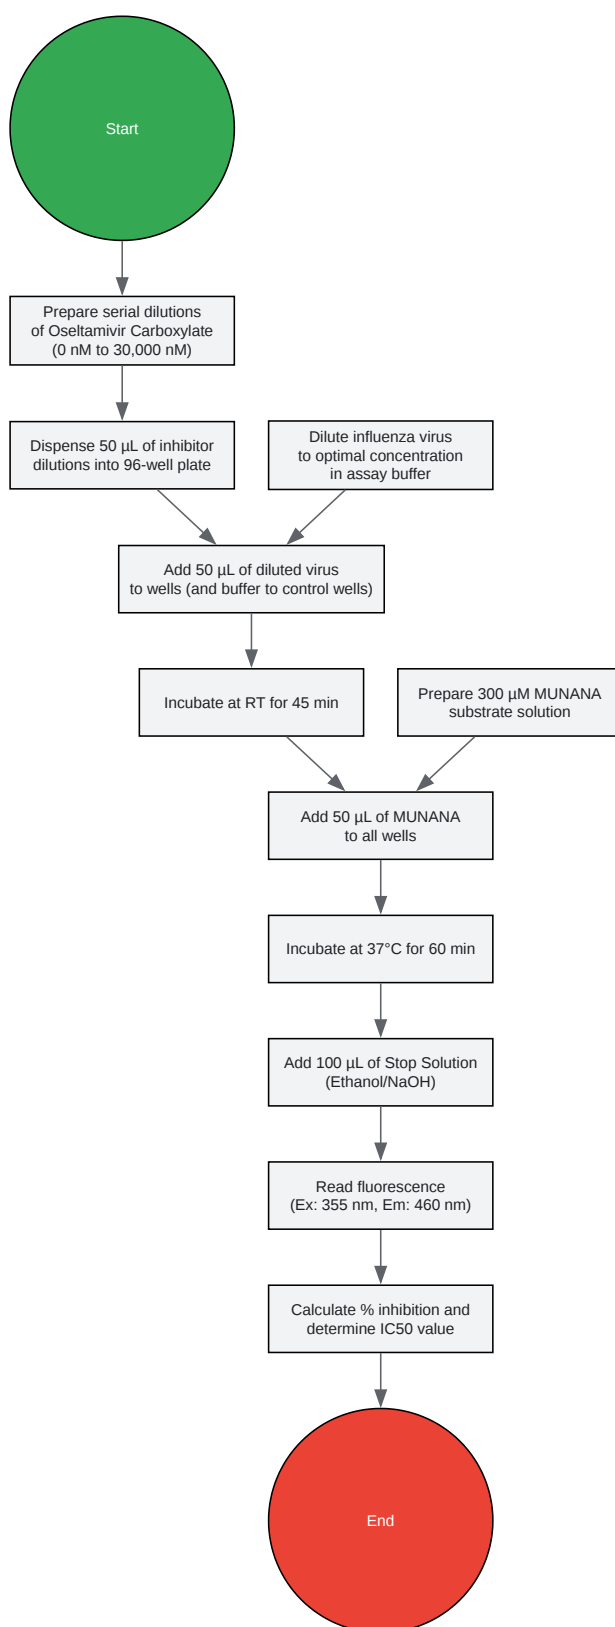 Start
Prepare serial dilutions
of Oseltamivir Carboxylate
(0 nM to 30,000 nM)
Dispense 50 µL of inhibitor
dilutions into 96-well plate
Dilute influenza virus
to optimal concentration
in assay buffer
Add 50 µL of diluted virus
to wells (and buffer to control wells)
Incubate at RT for 45 min
Prepare 300 µM MUNANA
substrate solution
Add 50 µL of MUNANA
to all wells
Incubate at 37°C for 60 min
Add 100 µL of Stop Solution
(Ethanol/NaOH)
Read fluorescence
(Ex: 355 nm, Em: 460 nm)
Calculate % inhibition and
determine IC50 value
End